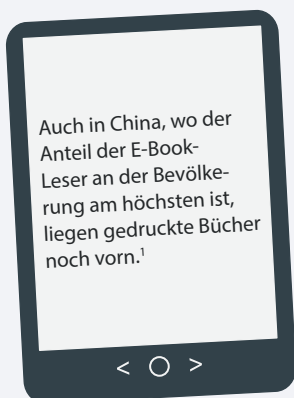 Auch in China, wo der
Anteil der E-Book-
Leser an der Bevölke-
rung am höchsten ist,
liegen gedruckte Bücher
noch vorn.¹